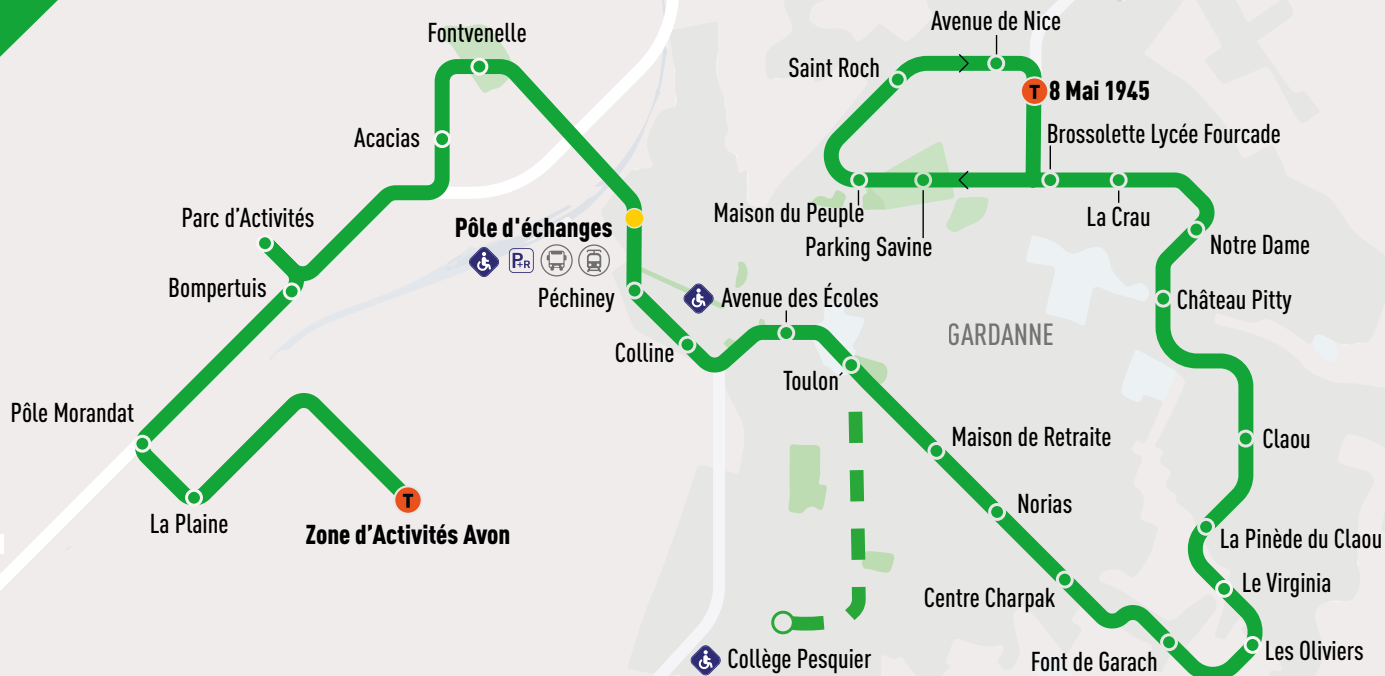 Avenue de Nice
Fontvenelle
Saint Roch
T 8 Mai 1945
Acacias
Brossolette Lycée Fourcade
Parc d'Activités
Maison du Peuple
La Crau
Pôle d'échanges
Parking Savine
Notre Dame
P+R
Bompertuis
Péchiney
Avenue des Écoles
Château Pitty
GARDANNE
Colline
Toulon
Pôle Morandat
Maison de Retraite
Claou
T
La Plaine
Zone d'Activités Avon
Norias
La Pinède du Claou
Le Virginia
Centre Charpak
Collège Pesquier
Font de Garach
Les Oliviers